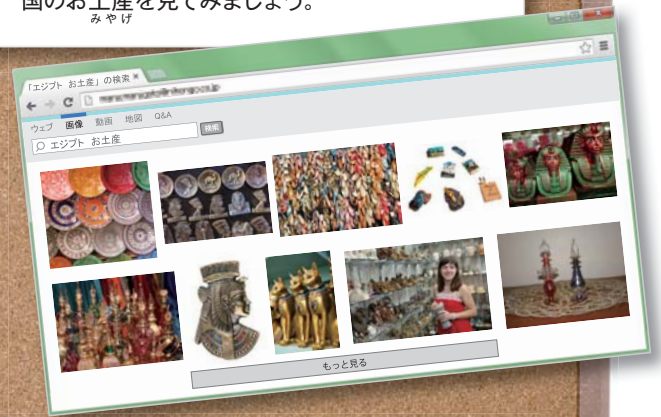 国のお土産を見てみましょう。
みやげ
「エジプト お土産」の検索
ウェブ 画像 動画 地図 Q&A
エジプト お土産 検索
もっと見る